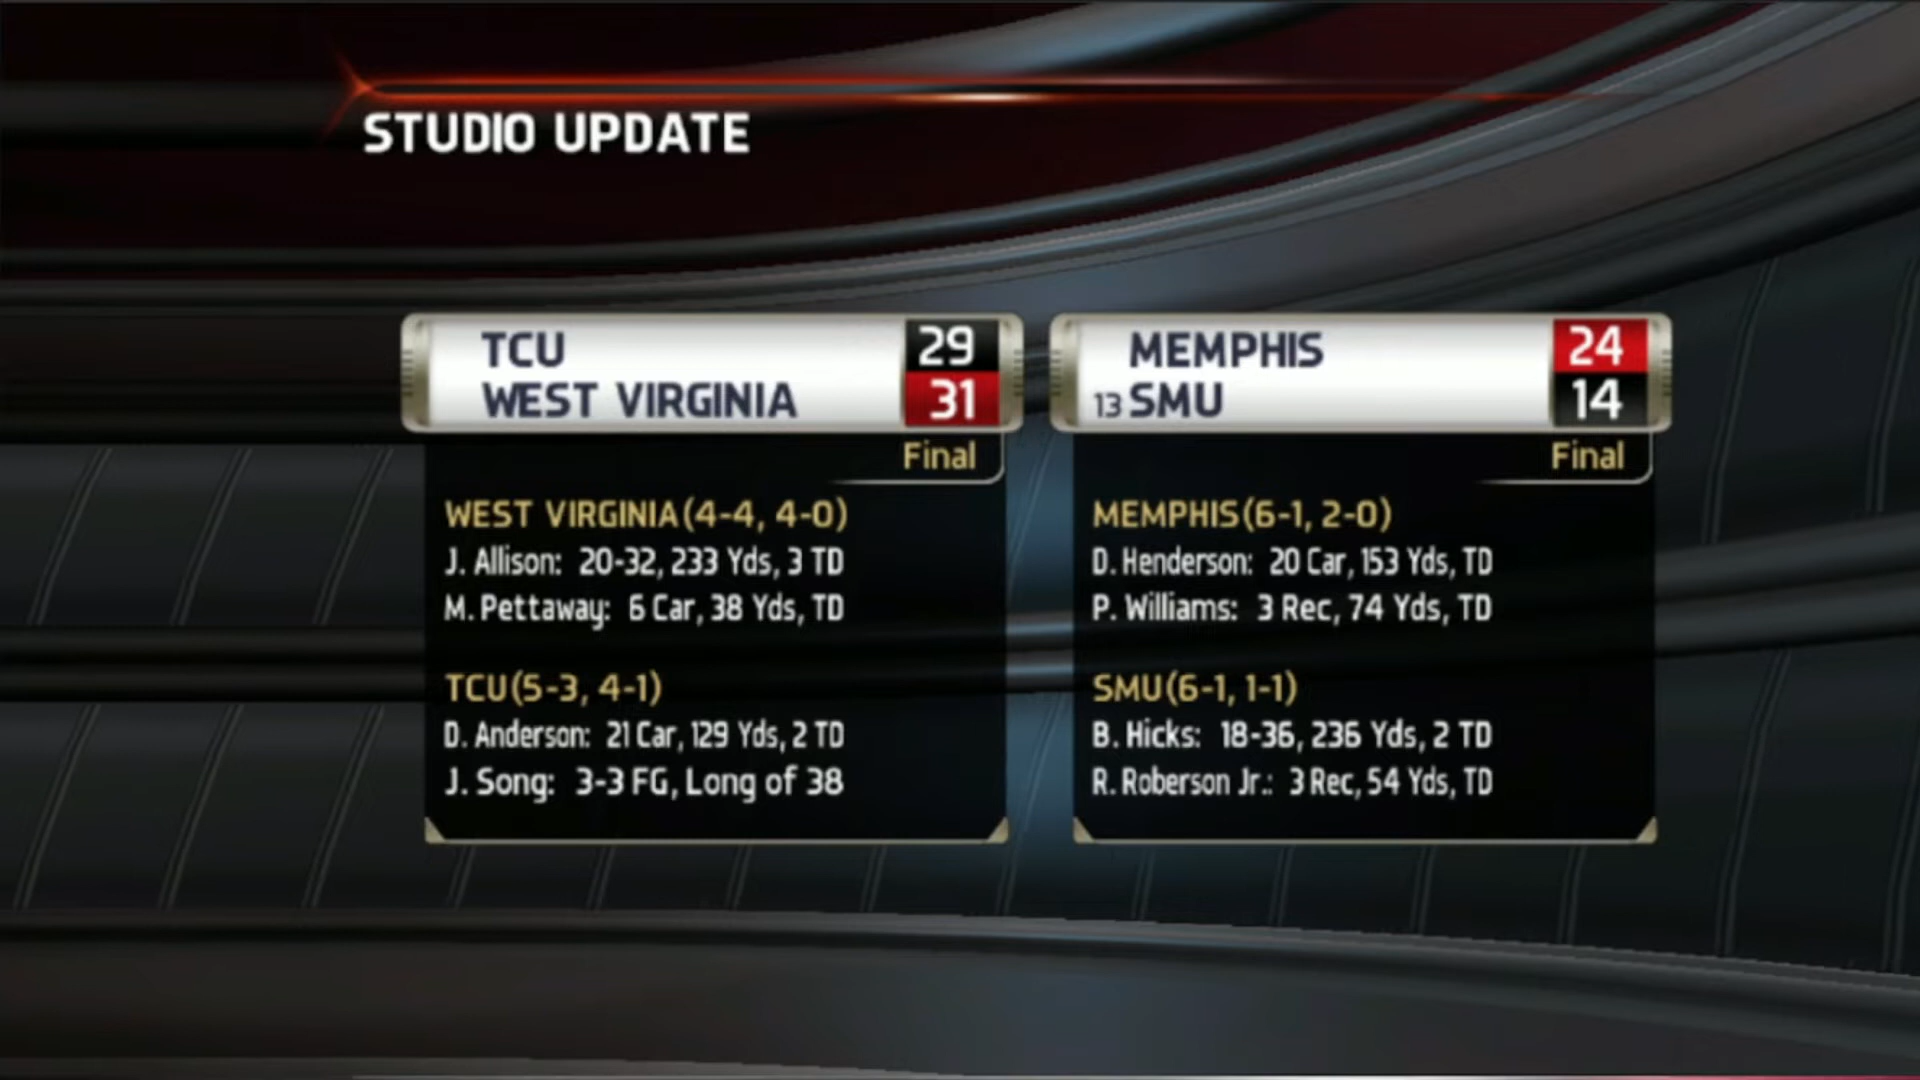 STUDIO UPDATE
TCU 29
WEST VIRGINIA 31
Final
WEST VIRGINIA(4-4, 4-0)
J. Allison: 20-32, 233 Yds, 3 TD
M. Pettaway: 6 Car, 38 Yds, TD
TCU(5-3, 4-1)
D. Anderson: 21 Car, 129 Yds, 2 TD
J. Song: 3-3 FG, Long of 38
MEMPHIS 24
13 SMU 14
Final
MEMPHIS(6-1, 2-0)
D. Henderson: 20 Car, 153 Yds, TD
P. Williams: 3 Rec, 74 Yds, TD
SMU(6-1, 1-1)
B. Hicks: 18-36, 236 Yds, 2 TD
R. Roberson Jr.: 3 Rec, 54 Yds, TD